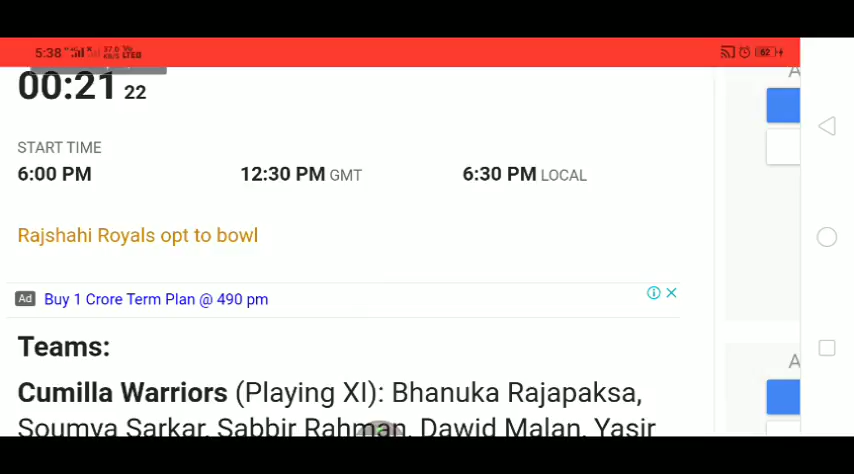 5:38
62
00:21 22
START TIME
6:00 PM 12:30 PM GMT 6:30 PM LOCAL
Rajshahi Royals opt to bowl
Ad Buy 1 Crore Term Plan @ 490 pm
Teams:
Cumilla Warriors (Playing XI): Bhanuka Rajapaksa,
Soumya Sarkar, Sabbir Rahman, Dawid Malan, Yasir